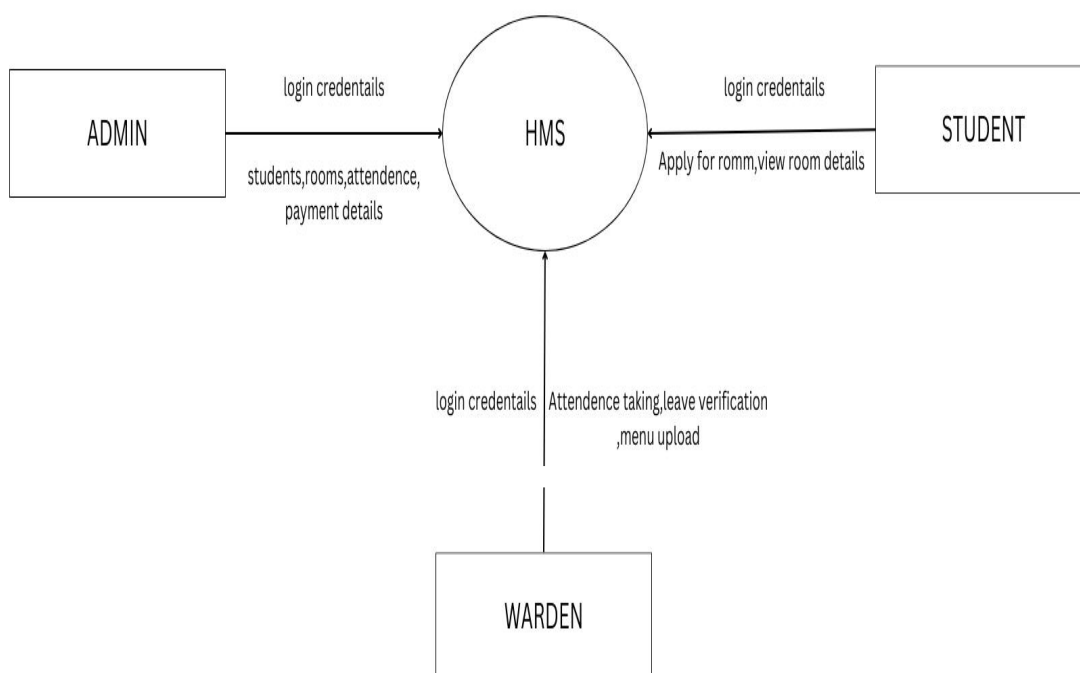 ADMIN
login credentails
students,rooms,attendence,
payment details
HMS
login credentails
Apply for romm,view room details
STUDENT
login credentails
Attendence taking,leave verification
,menu upload
WARDEN